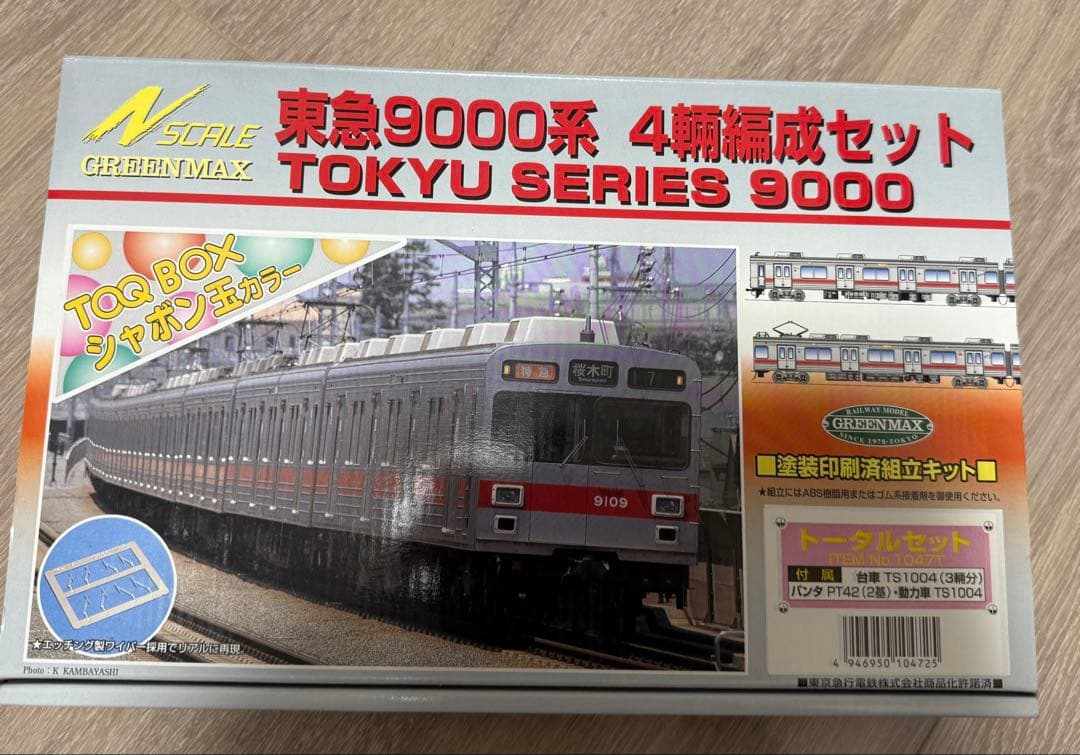 N SCALE
GREENMAX
東急9000系 4輛編成セット
TOKYU SERIES 9000
TOQ BOX
シャボン玉カラー
特急
桜木町
7
9109
RAILWAY MODEL
GREENMAX
SINCE 1978・TOKYO
■塗装印刷済組立キット■
★組立にはABS樹脂用またはゴム系接着剤を御使用ください。
トータルセット
ITEM No.1047T
付属 台車 TS1004(3輛分)
パンタ PT42(2基)・動力車 TS1004
4 946950 104725
■東京急行電鉄株式会社商品化許諾済■
★エッチング製ワイパー採用でリアルに再現。
Photo : K KAMBAYASHI